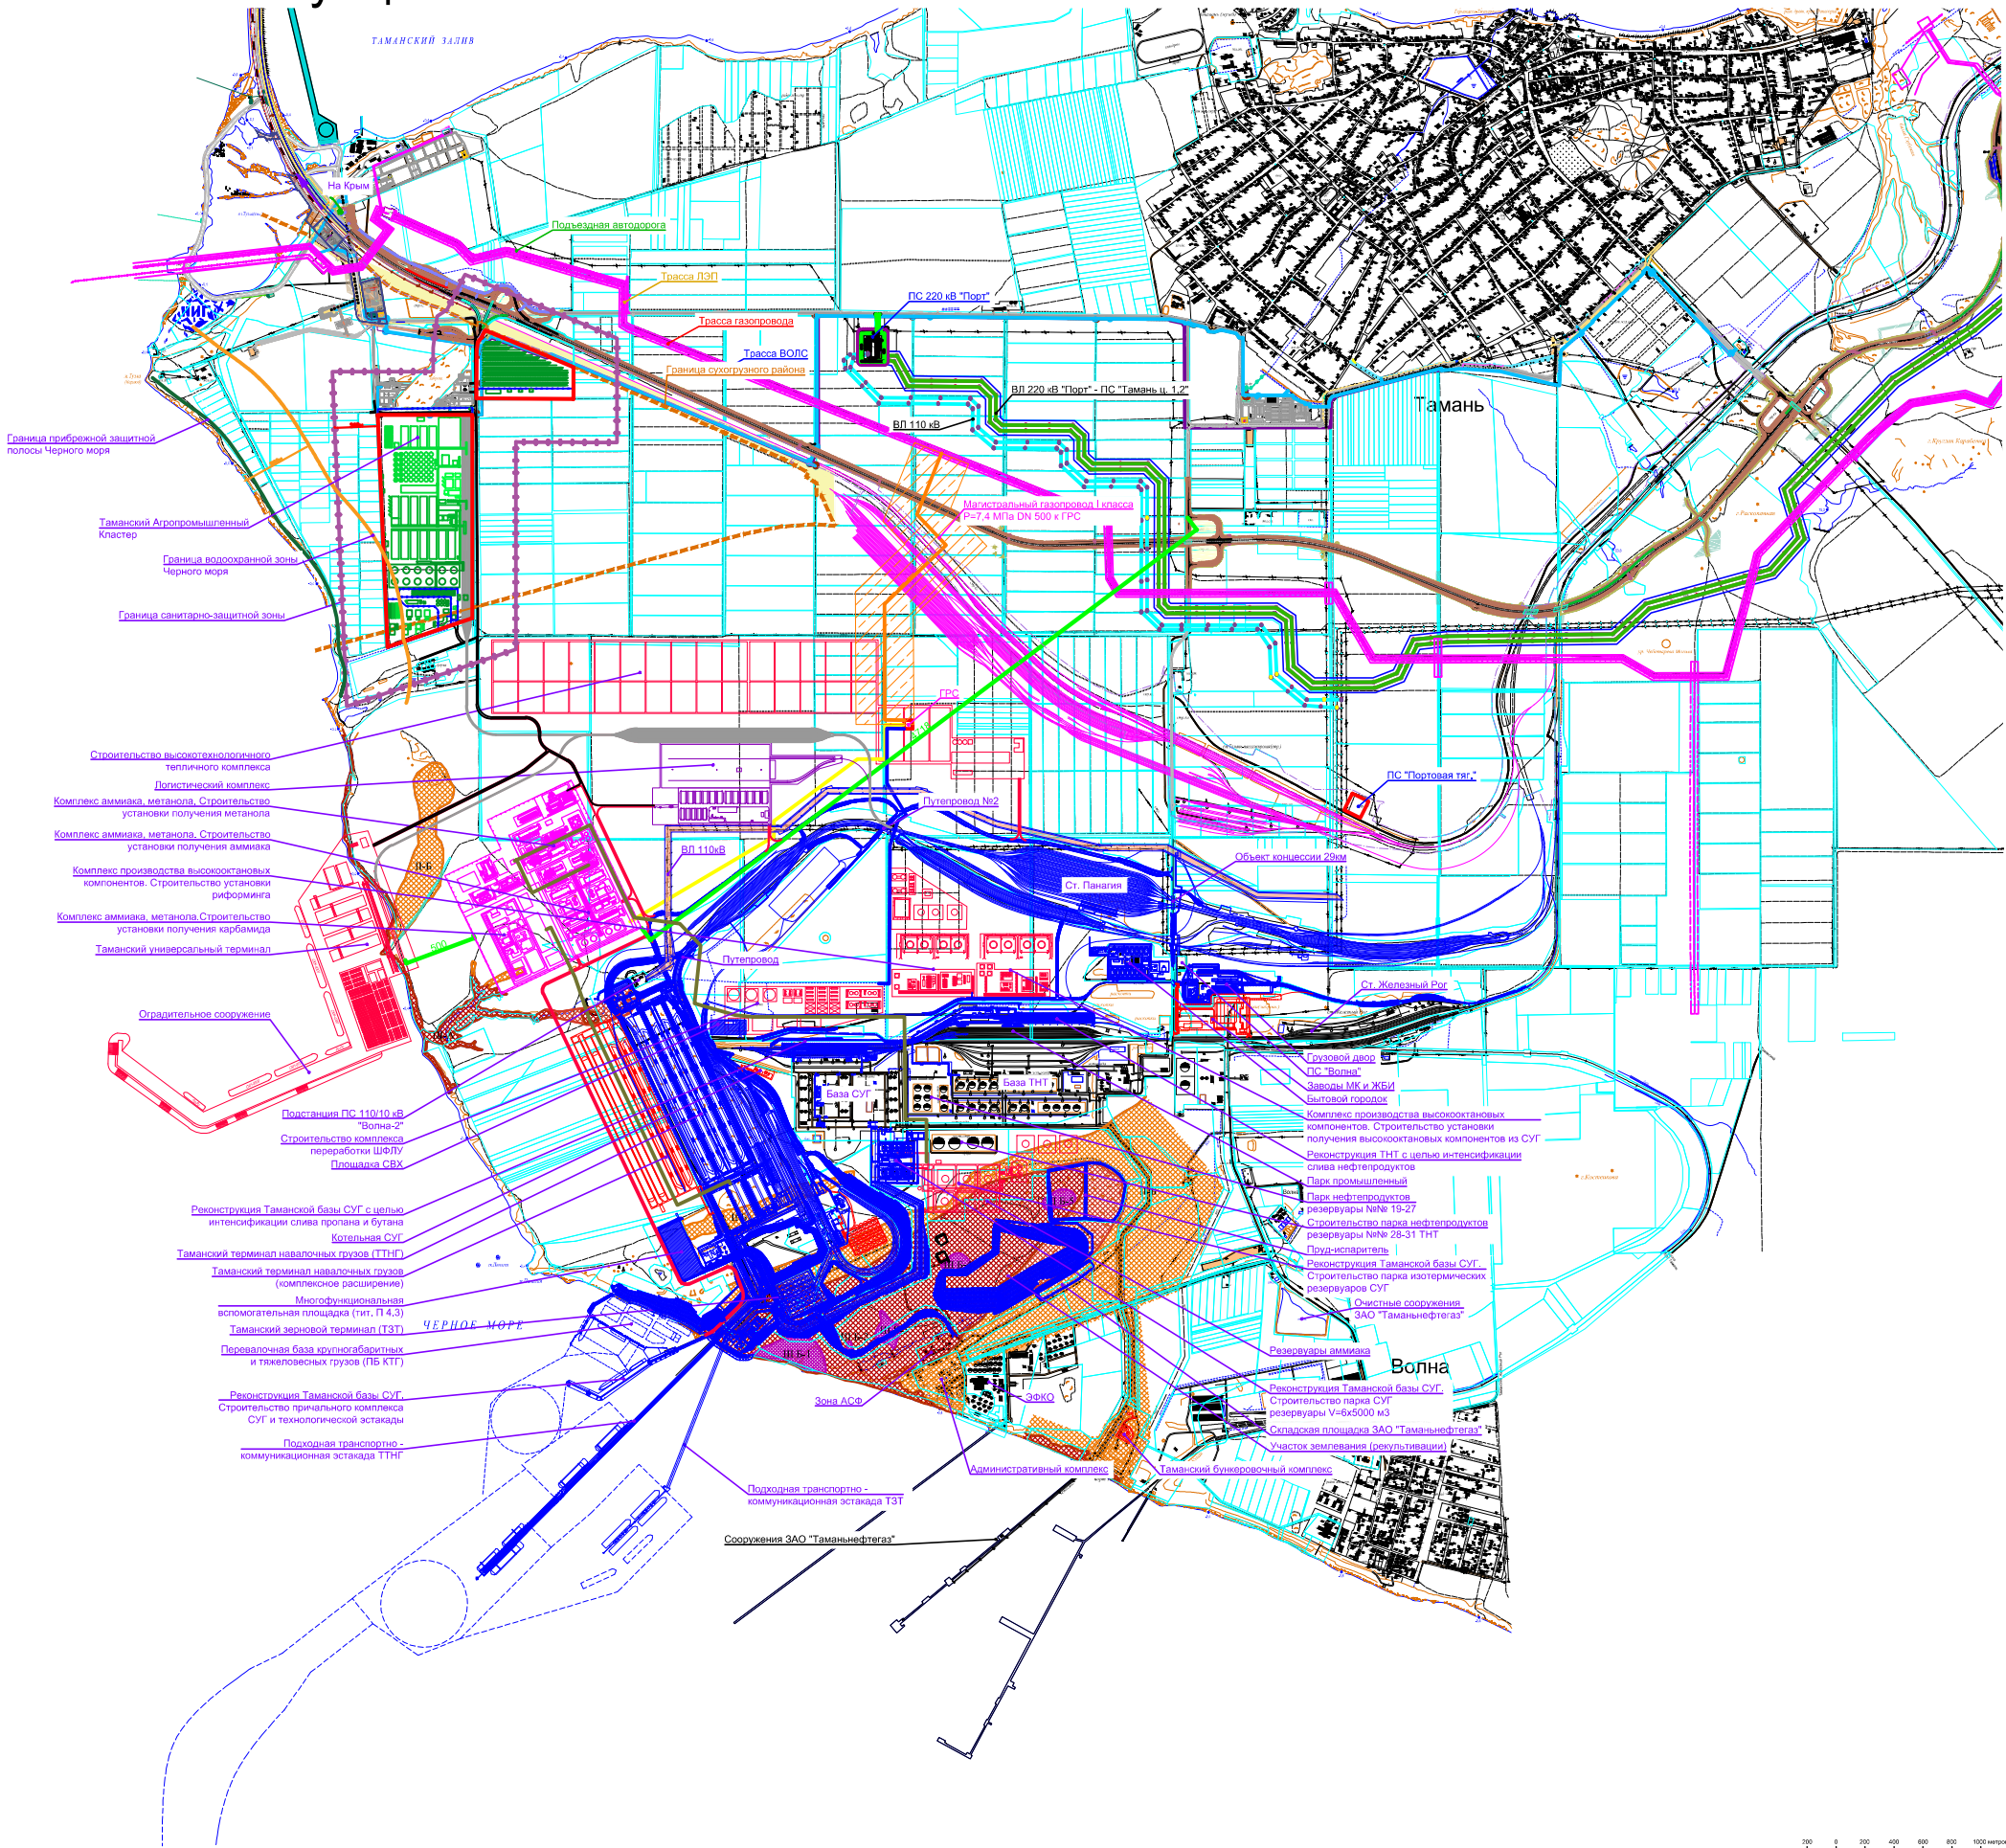 ТАМАНСКИЙ ЗАЛИВ
На Крым
Подъездная автодорога
Трасса ЛЭП
ПС 220 кВ "Порт"
Трасса газопровода
Трасса ВОЛС
Граница сухогрузного района
ВЛ 220 кВ "Порт" - ПС "Тамань ц. 1,2"
ВЛ 110 кВ
Тамань
Граница прибрежной защитной
полосы Черного моря
Магистральный газопровод I класса
Р=7,4 МПа DN 500 к ГРС
Таманский Агропромышленный
Кластер
Граница водоохранной зоны
Черного моря
Граница санитарно-защитной зоны
ГРС
Строительство высокотехнологичного
тепличного комплекса
Логистический комплекс
ПС "Портовая тяг."
Комплекс аммиака, метанола, Строительство
установки получения метанола
Путепровод №2
Комплекс аммиака, метанола. Строительство
установки получения аммиака
ВЛ 110кВ
Объект концессии 29км
II-Б
Комплекс производства высокооктановых
компонентов. Строительство установки
риформинга
Ст. Панагия
Комплекс аммиака, метанола.Строительство
установки получения карбамида
Таманский универсальный терминал
600
Путепровод
Ст. Железный Рог
Оградительное сооружение
Грузовой двор
ПС "Волна"
Заводы МК и ЖБИ
Бытовой городок
База ТНТ
База СУГ
Подстанция ПС 110/10 кВ
"Волна-2"
Строительство комплекса
переработки ШФЛУ
Площадка СВХ
Комплекс производства высокооктановых
компонентов. Строительство установки
получения высокооктановых компонентов из СУГ
Реконструкция ТНТ с целью интенсификации
слива нефтепродуктов
Парк промышленный
Парк нефтепродуктов
резервуары №№ 19-27
Волна
Реконструкция Таманской базы СУГ с целью
интенсификации слива пропана и бутана
Котельная СУГ
Строительство парка нефтепродуктов
резервуары №№ 28-31 ТНТ
Таманский терминал навалочных грузов (ТТНГ)
Пруд-испаритель
Таманский терминал навалочных грузов
(комплексное расширение)
Реконструкция Таманской базы СУГ.
Строительство парка изотермических
резервуаров СУГ
Многофункциональная
вспомогательная площадка (тит. П 4,3)
Очистные сооружения
ЗАО "Таманьнефтегаз"
ЧЕРНОЕ МОРЕ
Таманский зерновой терминал (ТЗТ)
Перевалочная база крупногабаритных
и тяжеловесных грузов (ПБ КТГ)
Резервуары аммиака
Волна
Реконструкция Таманской базы СУГ.
Строительство причального комплекса
СУГ и технологической эстакады
Зона АСФ
ЭФКО
Реконструкция Таманской базы СУГ.
Строительство парка СУГ
резервуары V=6х5000 м3
Складская площадка ЗАО "Таманьнефтегаз"
Участок землевания (рекультивации)
Подходная транспортно -
коммуникационная эстакада ТТНГ
Административный комплекс
Таманский бункеровочный комплекс
Подходная транспортно -
коммуникационная эстакада ТЗТ
Сооружения ЗАО "Таманьнефтегаз"
200 0 200 400 600 800 1000 метров